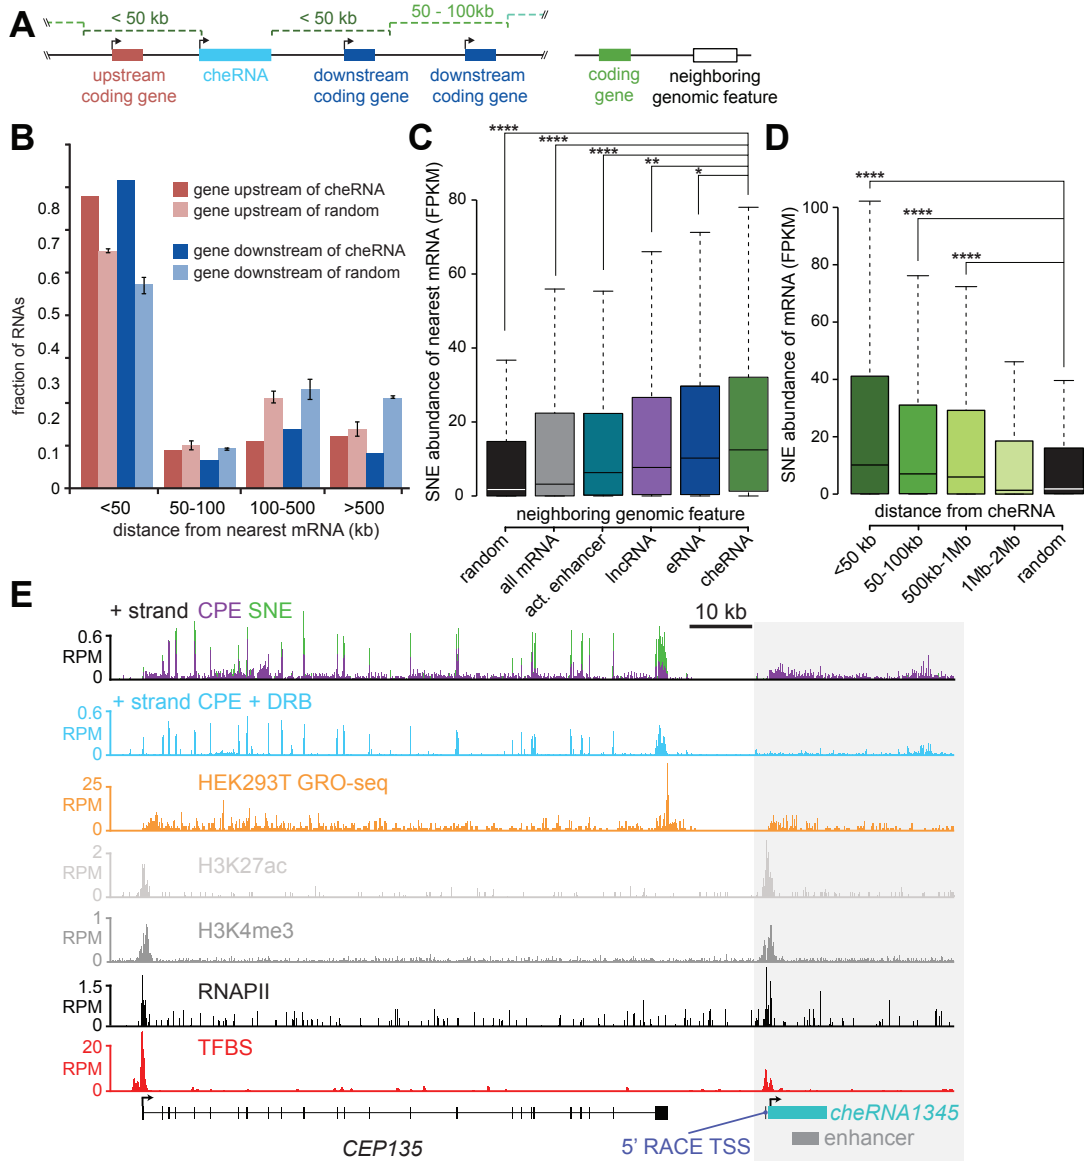 A
< 50 kb
< 50 kb
50 - 100kb
upstream
coding gene
cheRNA
downstream
coding gene
downstream
coding gene
coding
gene
neighboring
genomic feature
B
fraction of RNAs
0.8
0.7
0.6
0.5
0.4
0.3
0.2
0.1
0
gene upstream of cheRNA
gene upstream of random
gene downstream of cheRNA
gene downstream of random
<50
50-100
100-500
>500
distance from nearest mRNA (kb)
C
SNE abundance of nearest mRNA (FPKM)
80
60
40
20
0
****
****
****
**
*
neighboring genomic feature
random
all mRNA
act. enhancer
lncRNA
eRNA
cheRNA
D
SNE abundance of mRNA (FPKM)
100
80
60
40
20
0
****
****
****
distance from cheRNA
<50 kb
50-100kb
500kb-1Mb
1Mb-2Mb
random
E
+ strand CPE SNE
10 kb
0.6
RPM
0
+ strand CPE + DRB
0.6
RPM
0
HEK293T GRO-seq
25
RPM
0
H3K27ac
2
RPM
0
H3K4me3
1
RPM
0
RNAPII
1.5
RPM
0
TFBS
20
RPM
0
CEP135
5' RACE TSS
cheRNA1345
enhancer